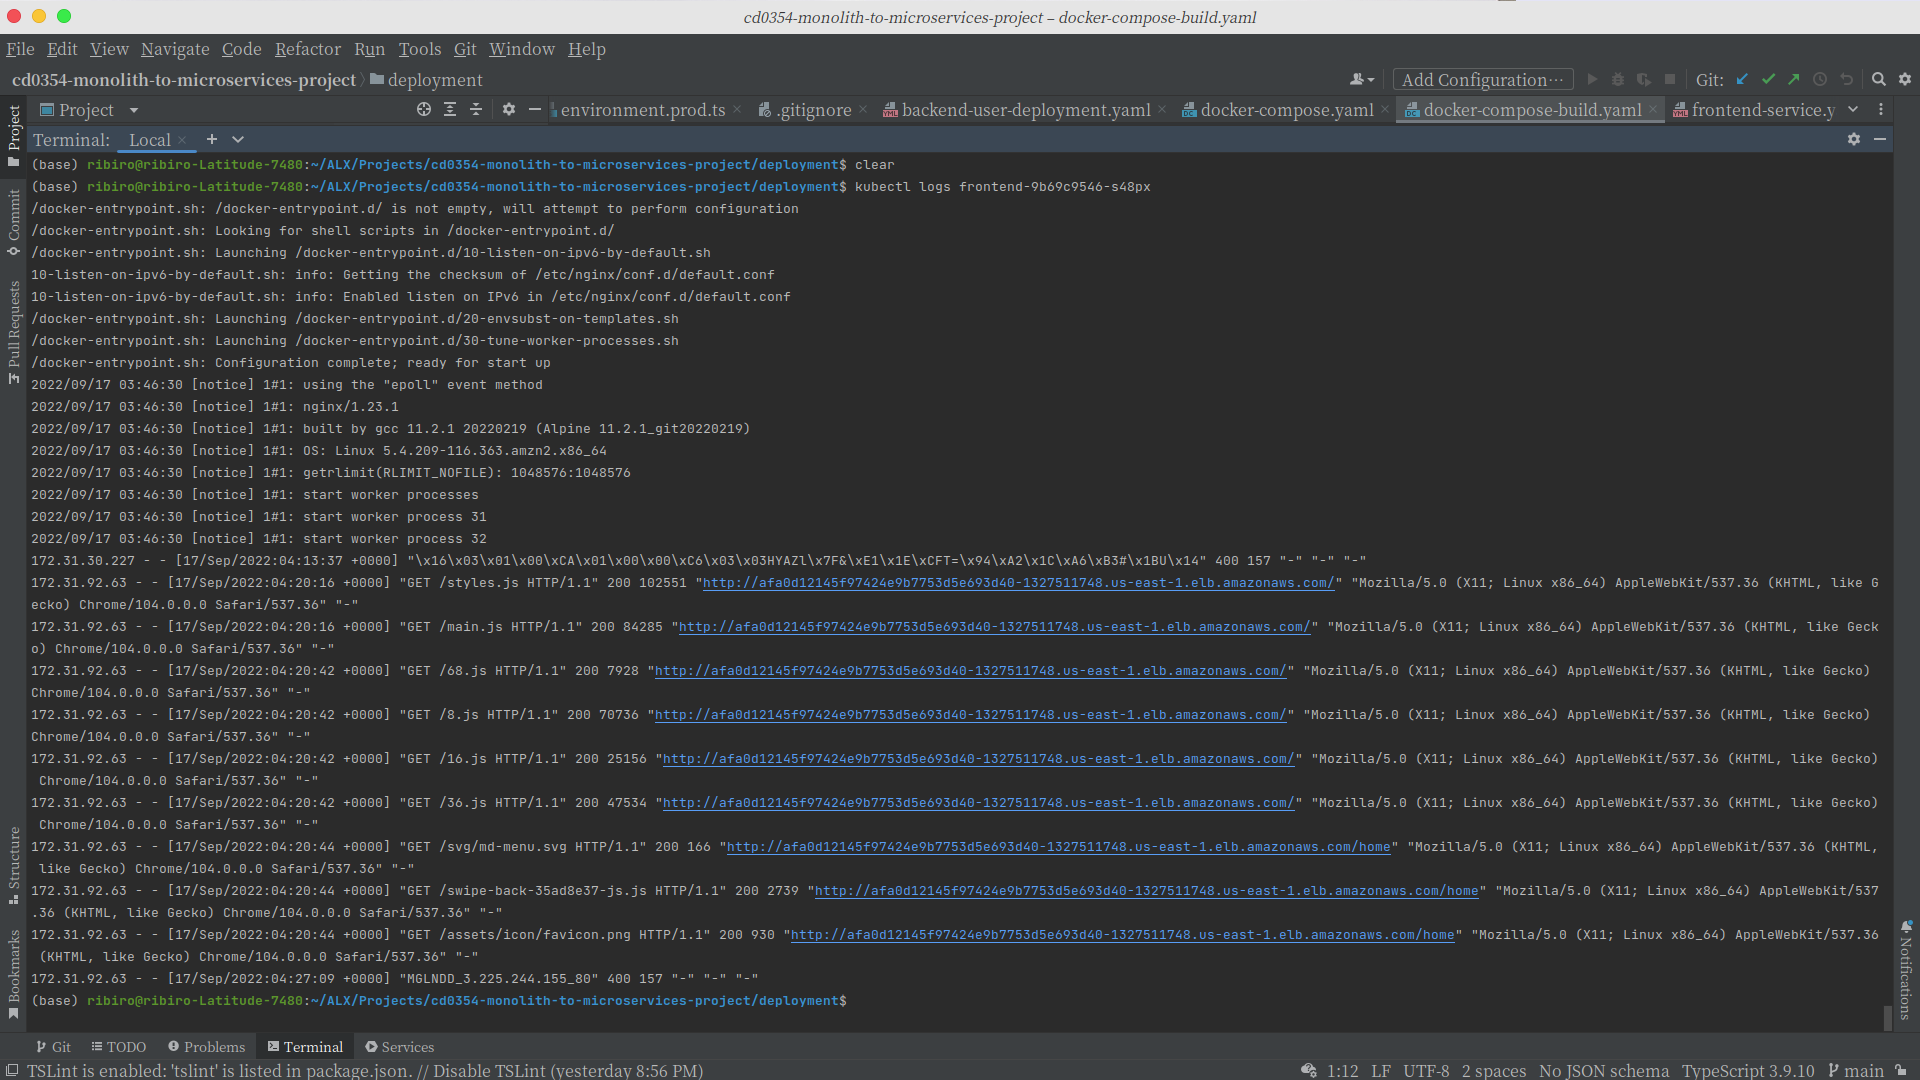 cd0354-monolith-to-microservices-project – docker-compose-build.yaml
File Edit View Navigate Code Refactor Run Tools Git Window Help
cd0354-monolith-to-microservices-project deployment Add Configuration... Git:
Project environment.prod.ts .gitignore backend-user-deployment.yaml docker-compose.yaml docker-compose-build.yaml frontend-service.y
Terminal: Local
(base) ribiro@ribiro-Latitude-7480:~/ALX/Projects/cd0354-monolith-to-microservices-project/deployment$ clear
(base) ribiro@ribiro-Latitude-7480:~/ALX/Projects/cd0354-monolith-to-microservices-project/deployment$ kubectl logs frontend-9b69c9546-s48px
/docker-entrypoint.sh: /docker-entrypoint.d/ is not empty, will attempt to perform configuration
/docker-entrypoint.sh: Looking for shell scripts in /docker-entrypoint.d/
/docker-entrypoint.sh: Launching /docker-entrypoint.d/10-listen-on-ipv6-by-default.sh
10-listen-on-ipv6-by-default.sh: info: Getting the checksum of /etc/nginx/conf.d/default.conf
10-listen-on-ipv6-by-default.sh: info: Enabled listen on IPv6 in /etc/nginx/conf.d/default.conf
/docker-entrypoint.sh: Launching /docker-entrypoint.d/20-envsubst-on-templates.sh
/docker-entrypoint.sh: Launching /docker-entrypoint.d/30-tune-worker-processes.sh
/docker-entrypoint.sh: Configuration complete; ready for start up
2022/09/17 03:46:30 [notice] 1#1: using the "epoll" event method
2022/09/17 03:46:30 [notice] 1#1: nginx/1.23.1
2022/09/17 03:46:30 [notice] 1#1: built by gcc 11.2.1 20220219 (Alpine 11.2.1_git20220219)
2022/09/17 03:46:30 [notice] 1#1: OS: Linux 5.4.209-116.363.amzn2.x86_64
2022/09/17 03:46:30 [notice] 1#1: getrlimit(RLIMIT_NOFILE): 1048576:1048576
2022/09/17 03:46:30 [notice] 1#1: start worker processes
2022/09/17 03:46:30 [notice] 1#1: start worker process 31
2022/09/17 03:46:30 [notice] 1#1: start worker process 32
172.31.30.227 - - [17/Sep/2022:04:13:37 +0000] "\x16\x03\x01\x00\xCA\x01\x00\x00\xC6\x03\x03HYAZl\x7F&\xE1\x1E\xCFT=\x94\xA2\x1C\xA6\xB3#\x1BU\x14" 400 157 "-" "-" "-"
172.31.92.63 - - [17/Sep/2022:04:20:16 +0000] "GET /styles.js HTTP/1.1" 200 102551 "http://afa0d12145f97424e9b7753d5e693d40-1327511748.us-east-1.elb.amazonaws.com/" "Mozilla/5.0 (X11; Linux x86_64) AppleWebKit/537.36 (KHTML, like G
ecko) Chrome/104.0.0.0 Safari/537.36" "-"
172.31.92.63 - - [17/Sep/2022:04:20:16 +0000] "GET /main.js HTTP/1.1" 200 84285 "http://afa0d12145f97424e9b7753d5e693d40-1327511748.us-east-1.elb.amazonaws.com/" "Mozilla/5.0 (X11; Linux x86_64) AppleWebKit/537.36 (KHTML, like Geck
o) Chrome/104.0.0.0 Safari/537.36" "-"
172.31.92.63 - - [17/Sep/2022:04:20:42 +0000] "GET /68.js HTTP/1.1" 200 7928 "http://afa0d12145f97424e9b7753d5e693d40-1327511748.us-east-1.elb.amazonaws.com/" "Mozilla/5.0 (X11; Linux x86_64) AppleWebKit/537.36 (KHTML, like Gecko)
Chrome/104.0.0.0 Safari/537.36" "-"
172.31.92.63 - - [17/Sep/2022:04:20:42 +0000] "GET /8.js HTTP/1.1" 200 70736 "http://afa0d12145f97424e9b7753d5e693d40-1327511748.us-east-1.elb.amazonaws.com/" "Mozilla/5.0 (X11; Linux x86_64) AppleWebKit/537.36 (KHTML, like Gecko)
Chrome/104.0.0.0 Safari/537.36" "-"
172.31.92.63 - - [17/Sep/2022:04:20:42 +0000] "GET /16.js HTTP/1.1" 200 25156 "http://afa0d12145f97424e9b7753d5e693d40-1327511748.us-east-1.elb.amazonaws.com/" "Mozilla/5.0 (X11; Linux x86_64) AppleWebKit/537.36 (KHTML, like Gecko)
Chrome/104.0.0.0 Safari/537.36" "-"
172.31.92.63 - - [17/Sep/2022:04:20:42 +0000] "GET /36.js HTTP/1.1" 200 47534 "http://afa0d12145f97424e9b7753d5e693d40-1327511748.us-east-1.elb.amazonaws.com/" "Mozilla/5.0 (X11; Linux x86_64) AppleWebKit/537.36 (KHTML, like Gecko)
Chrome/104.0.0.0 Safari/537.36" "-"
172.31.92.63 - - [17/Sep/2022:04:20:44 +0000] "GET /svg/md-menu.svg HTTP/1.1" 200 166 "http://afa0d12145f97424e9b7753d5e693d40-1327511748.us-east-1.elb.amazonaws.com/home" "Mozilla/5.0 (X11; Linux x86_64) AppleWebKit/537.36 (KHTML,
like Gecko) Chrome/104.0.0.0 Safari/537.36" "-"
172.31.92.63 - - [17/Sep/2022:04:20:44 +0000] "GET /swipe-back-35ad8e37-js.js HTTP/1.1" 200 2739 "http://afa0d12145f97424e9b7753d5e693d40-1327511748.us-east-1.elb.amazonaws.com/home" "Mozilla/5.0 (X11; Linux x86_64) AppleWebKit/537
.36 (KHTML, like Gecko) Chrome/104.0.0.0 Safari/537.36" "-"
172.31.92.63 - - [17/Sep/2022:04:20:44 +0000] "GET /assets/icon/favicon.png HTTP/1.1" 200 930 "http://afa0d12145f97424e9b7753d5e693d40-1327511748.us-east-1.elb.amazonaws.com/home" "Mozilla/5.0 (X11; Linux x86_64) AppleWebKit/537.36
(KHTML, like Gecko) Chrome/104.0.0.0 Safari/537.36" "-"
172.31.92.63 - - [17/Sep/2022:04:27:09 +0000] "MGLNDD_3.225.244.155_80" 400 157 "-" "-" "-"
(base) ribiro@ribiro-Latitude-7480:~/ALX/Projects/cd0354-monolith-to-microservices-project/deployment$
Project
Commit
Pull Requests
Structure
Bookmarks
Notifications
Git TODO Problems Terminal Services
TSLint is enabled: 'tslint' is listed in package.json. // Disable TSLint (yesterday 8:56 PM) 1:12 LF UTF-8 2 spaces No JSON schema TypeScript 3.9.10 main